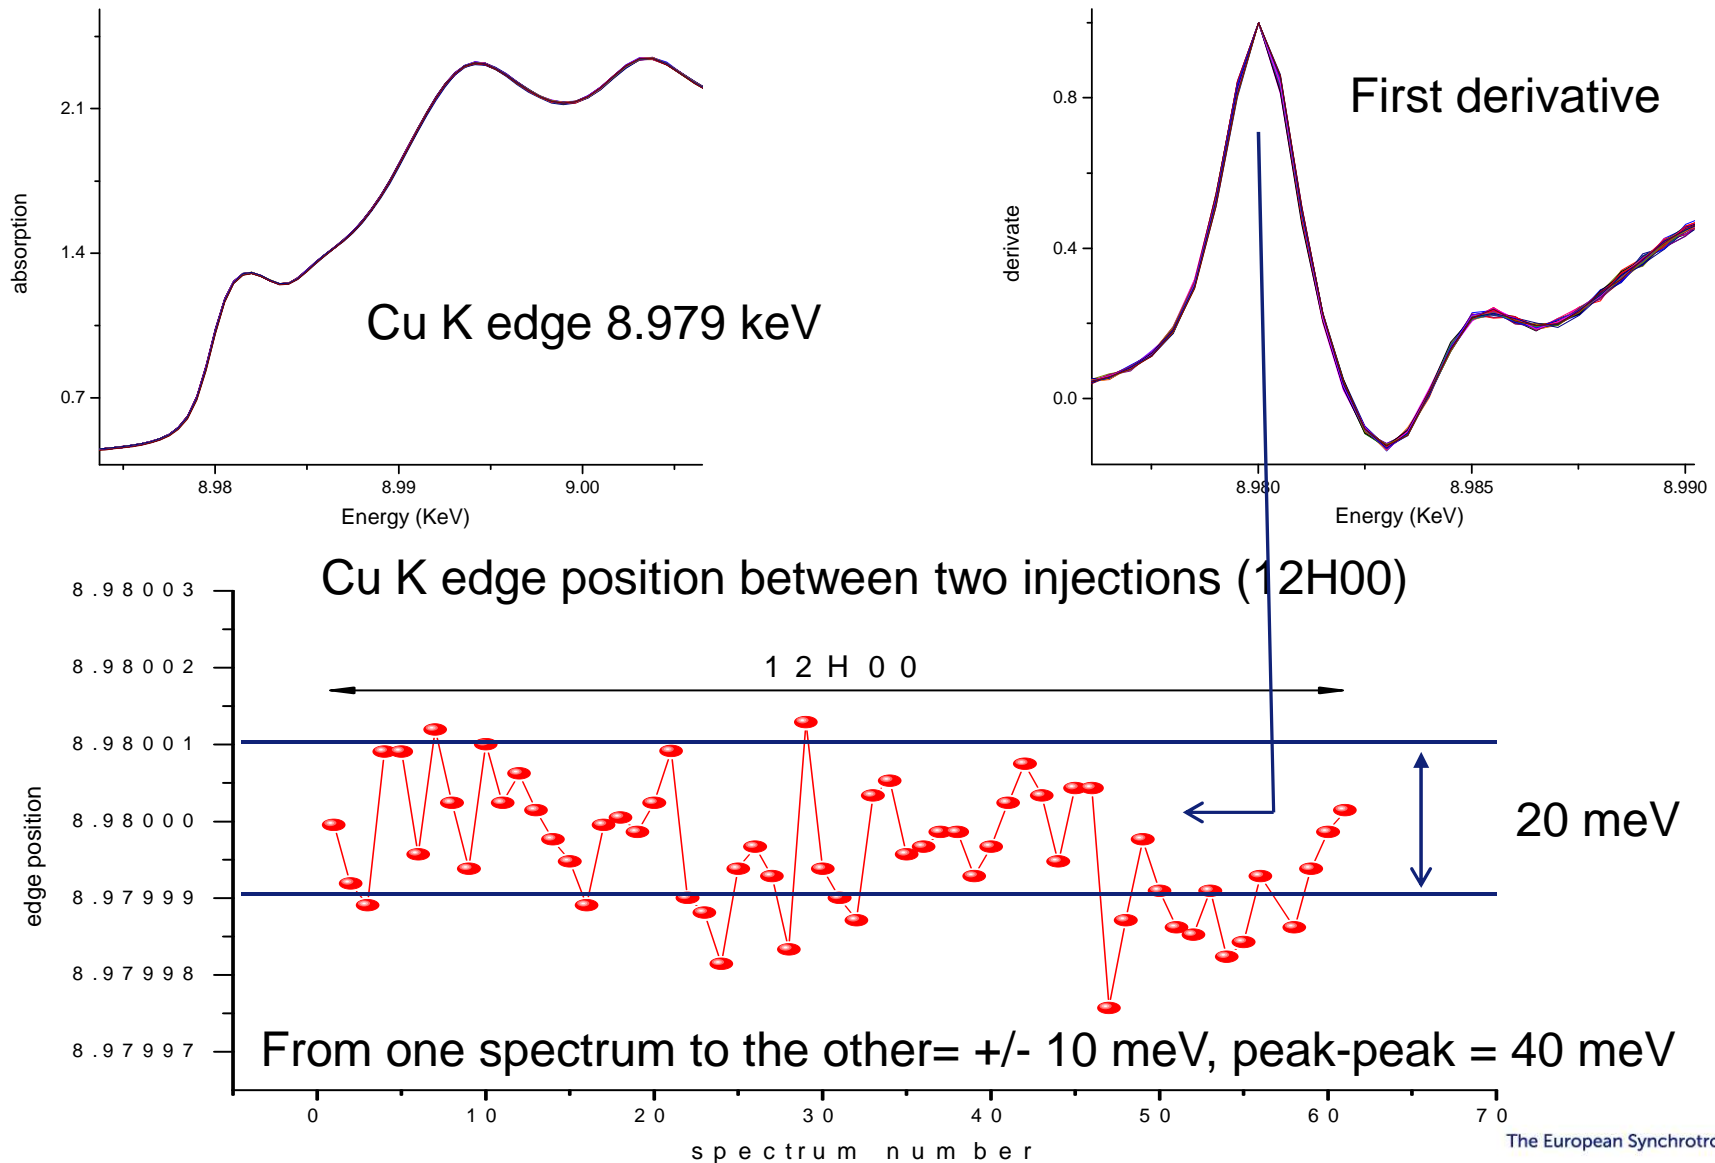 2.1
1.4
0.7
absorption
Cu K edge 8.979 keV
8.98
8.99
9.00
Energy (KeV)
0.8
0.4
0.0
derivate
First derivative
8.980
8.985
8.990
Energy (KeV)
Cu K edge position between two injections (12H00)
8.98003
8.98002
8.98001
8.98000
8.97999
8.97998
8.97997
edge position
12H00
20 meV
From one spectrum to the other= +/- 10 meV, peak-peak = 40 meV
0
10
20
30
40
50
60
70
spectrum number
The European Synchrotro